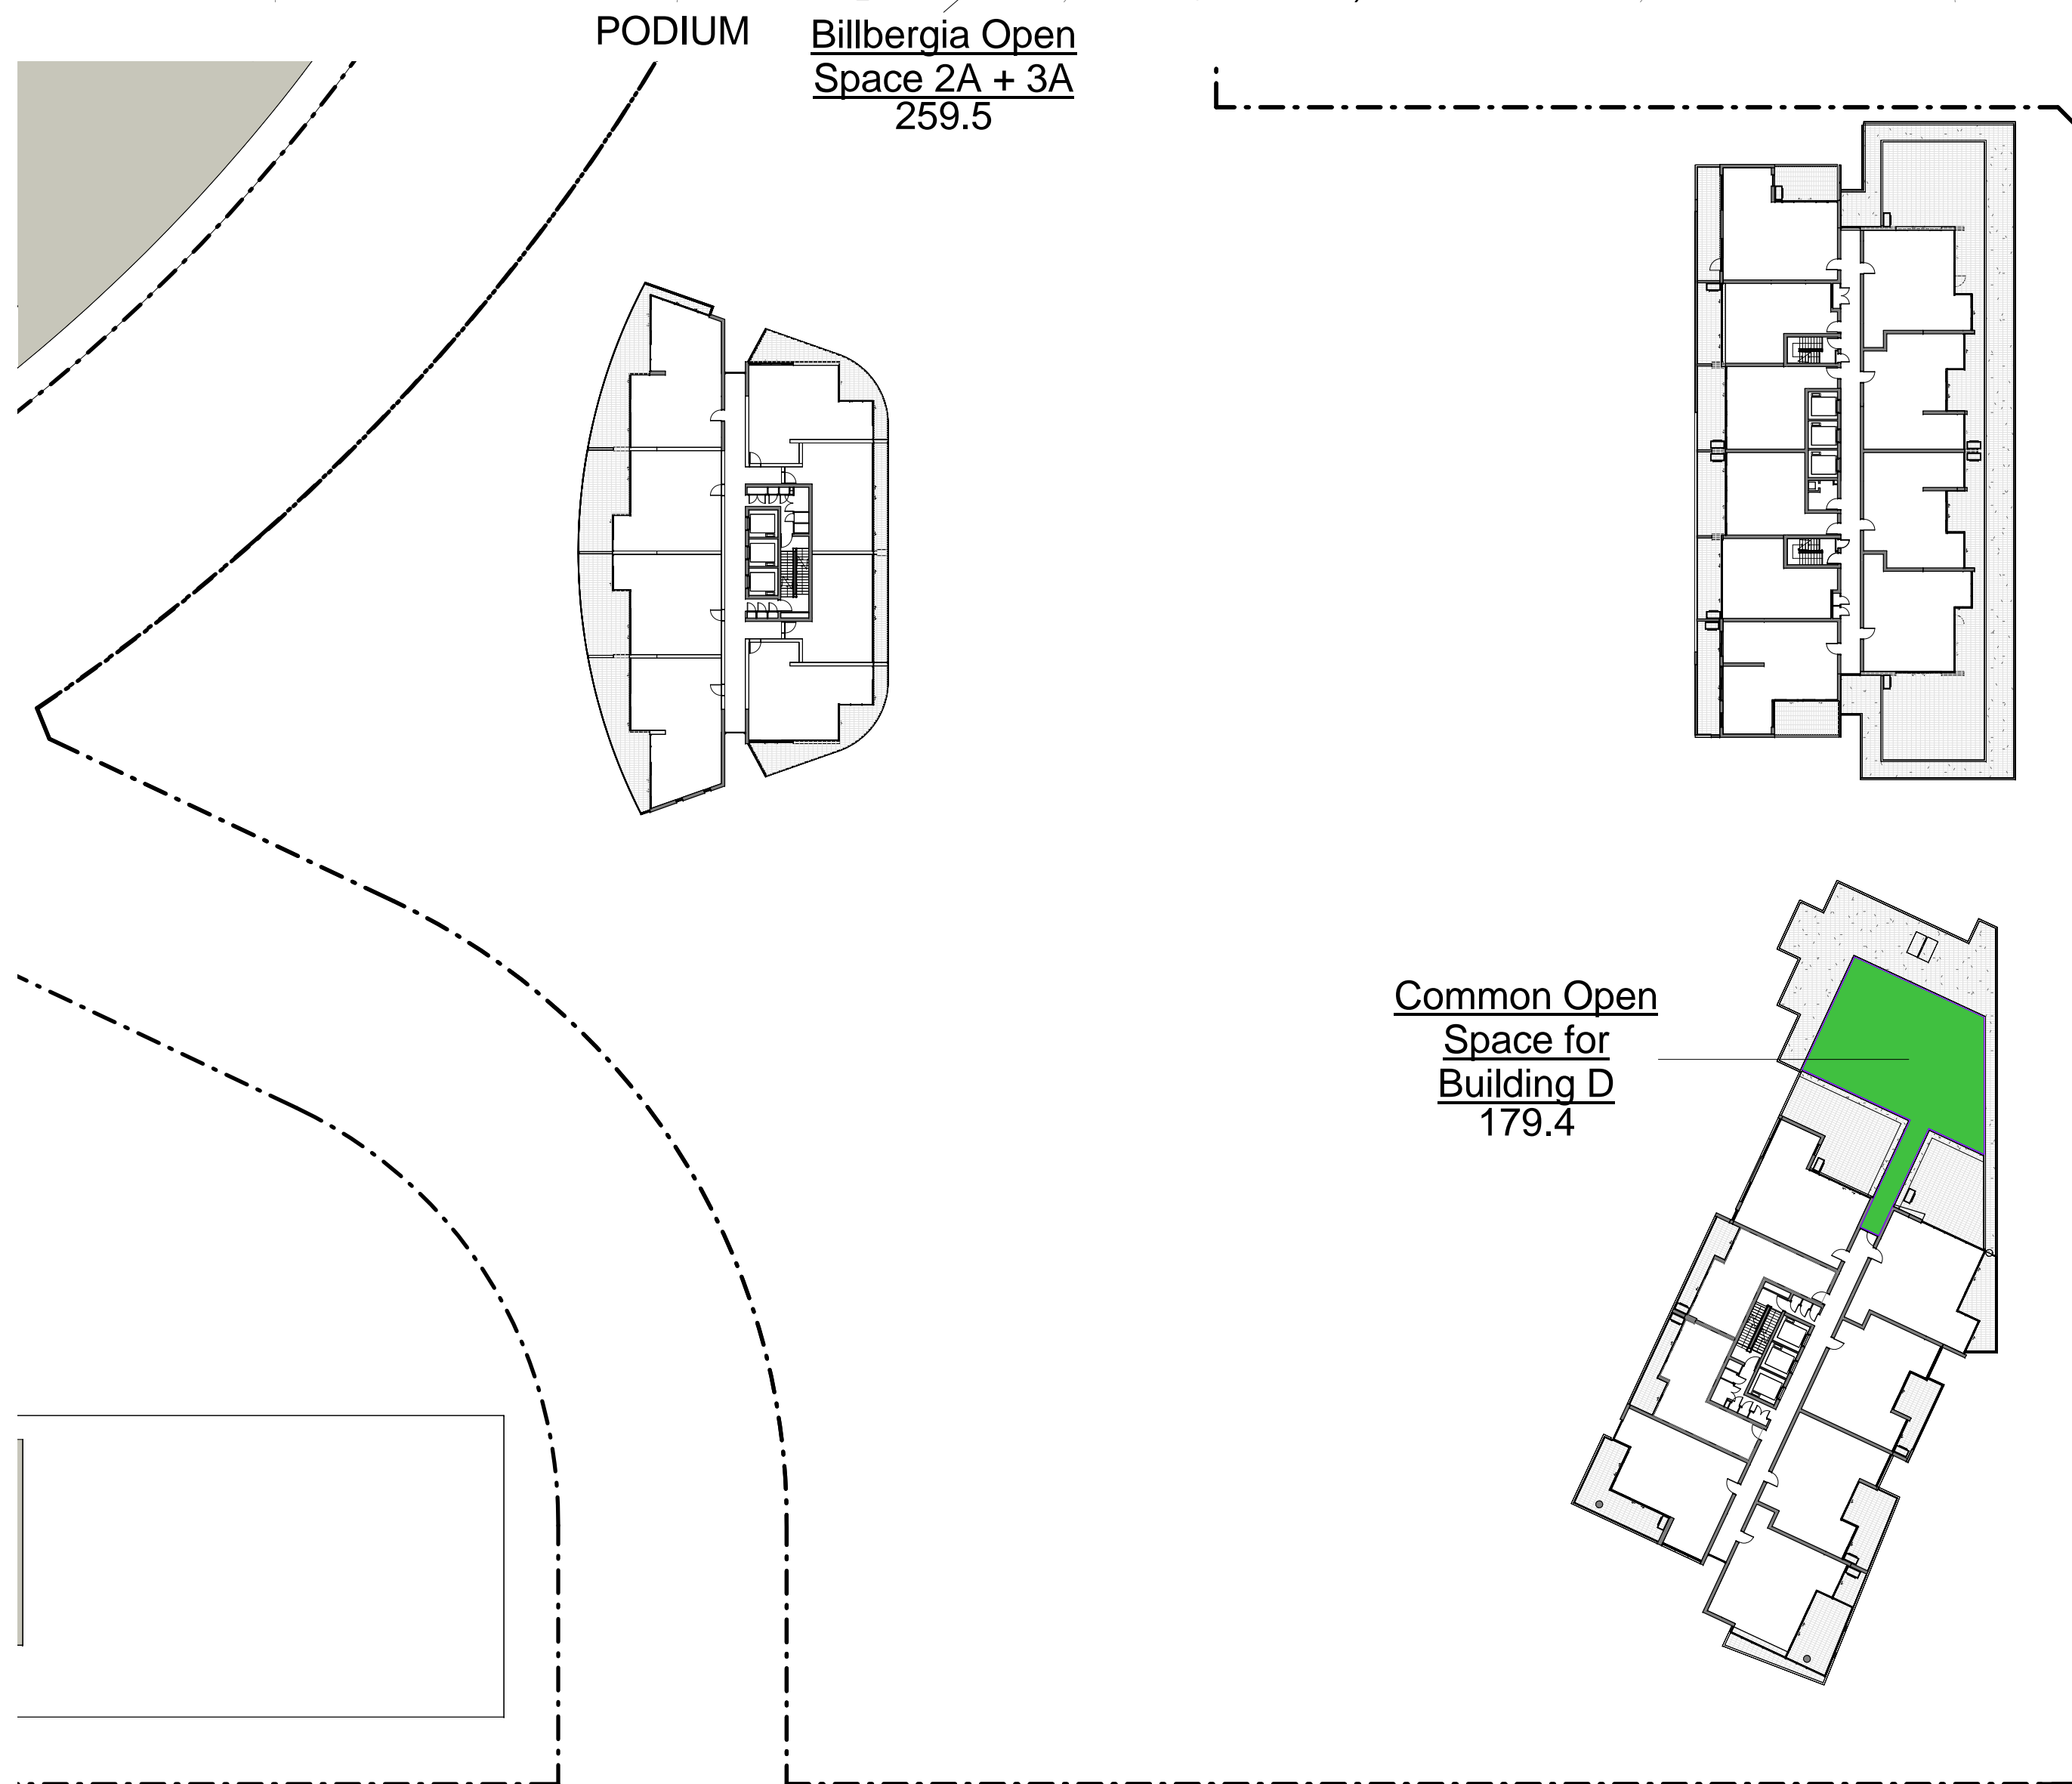 PODIUM
Billbergia Open
Space 2A + 3A
259.5
Common Open
Space for
Building D
179.4